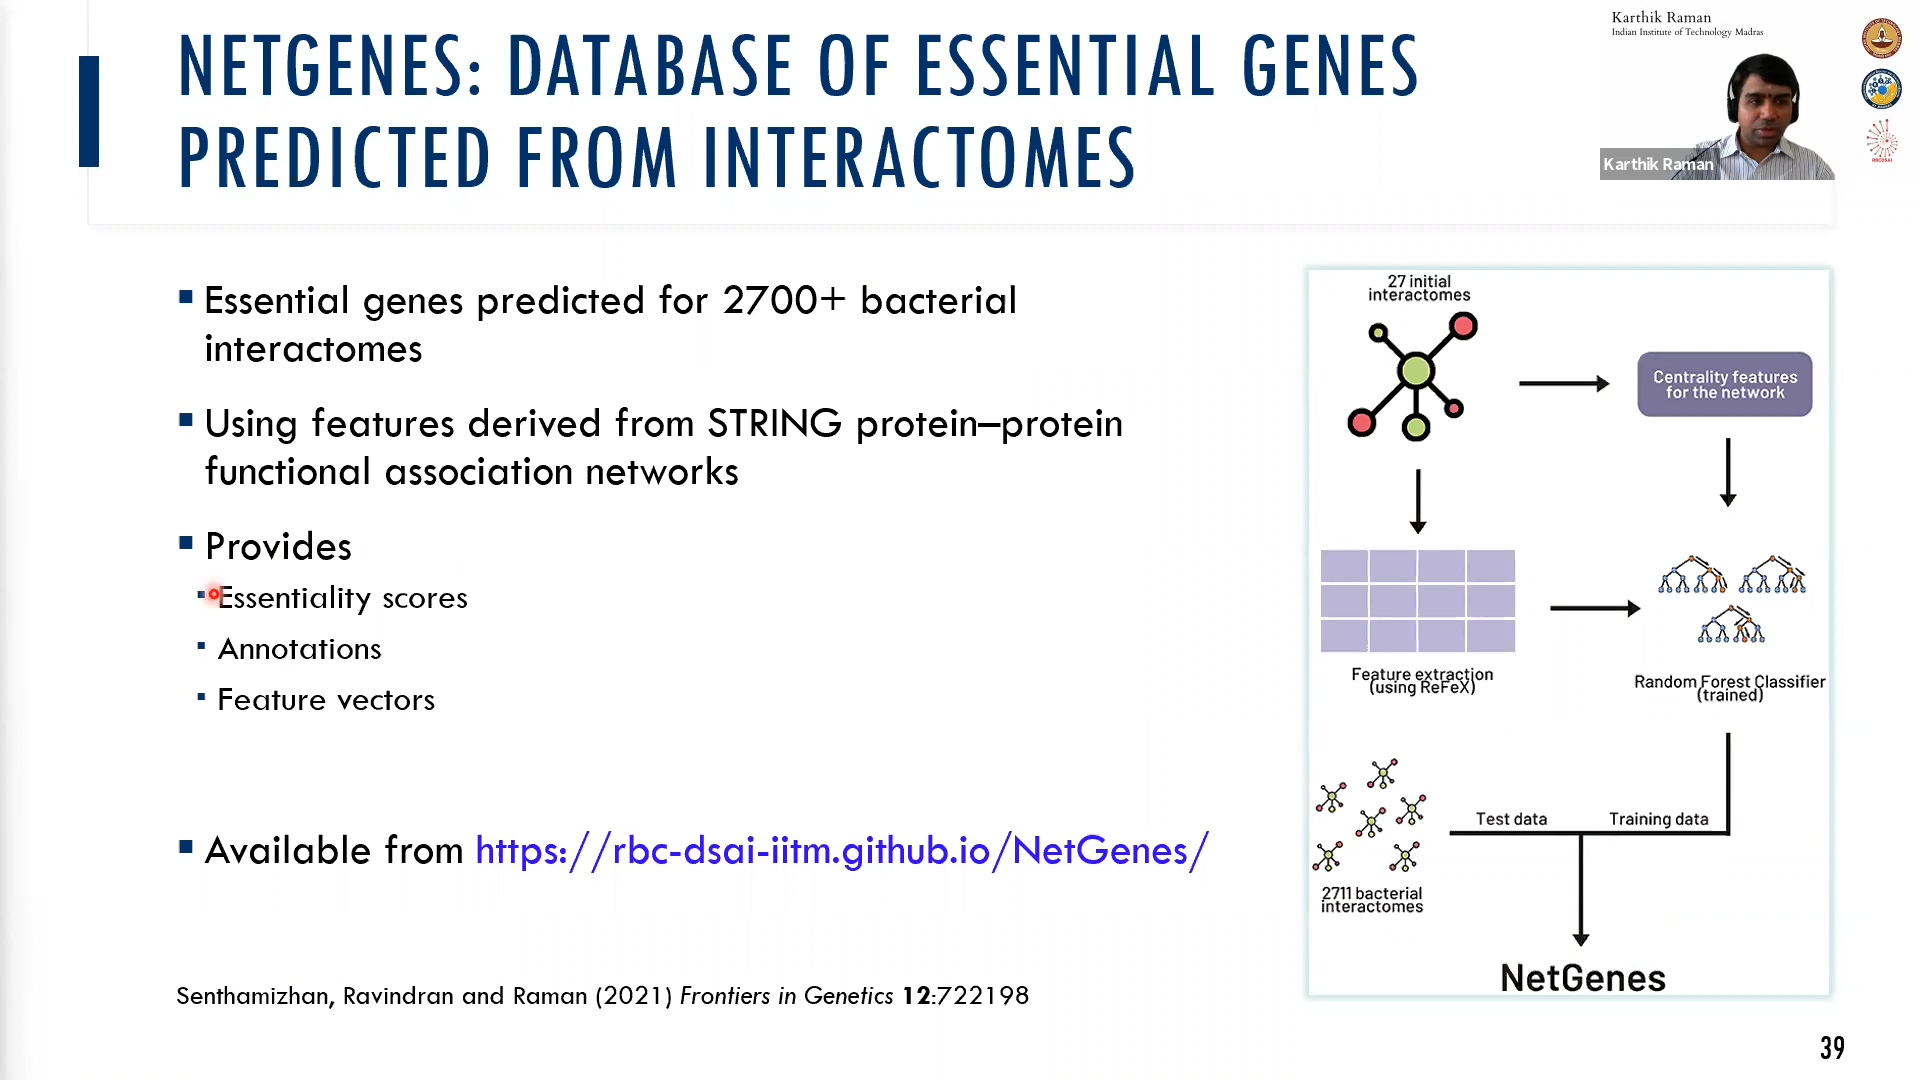 NETGENES: DATABASE OF ESSENTIAL GENES
PREDICTED FROM INTERACTOMES
Karthik Raman
Indian Institute of Technology Madras
Karthik Raman
RBCDSAI
Essential genes predicted for 2700+ bacterial
interactomes
Using features derived from STRING protein–protein
functional association networks
Provides
Essentiality scores
Annotations
Feature vectors
Available from https://rbc-dsai-iitm.github.io/NetGenes/
Senthamizhan, Ravindran and Raman (2021) Frontiers in Genetics 12:722198
27 initial
interactomes
Centrality features
for the network
Feature extraction
(using ReFeX)
Random Forest Classifier
(trained)
Test data
Training data
2711 bacterial
interactomes
NetGenes
39